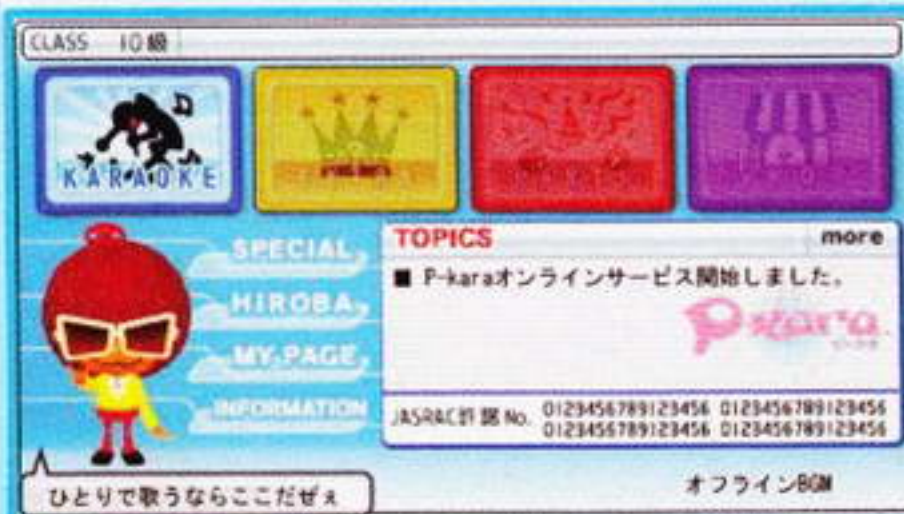 CLASS 10級
KARAOKE
SPECIAL
HIROBA
MY PAGE
INFORMATION
TOPICS more
■ P-karaオンラインサービス開始しました。
P-kara
JASRAC許諾No. 0123456789123456 0123456789123456
0123456789123456 0123456789123456
ひとりで歌うならここだぜぇ
オフラインBGM